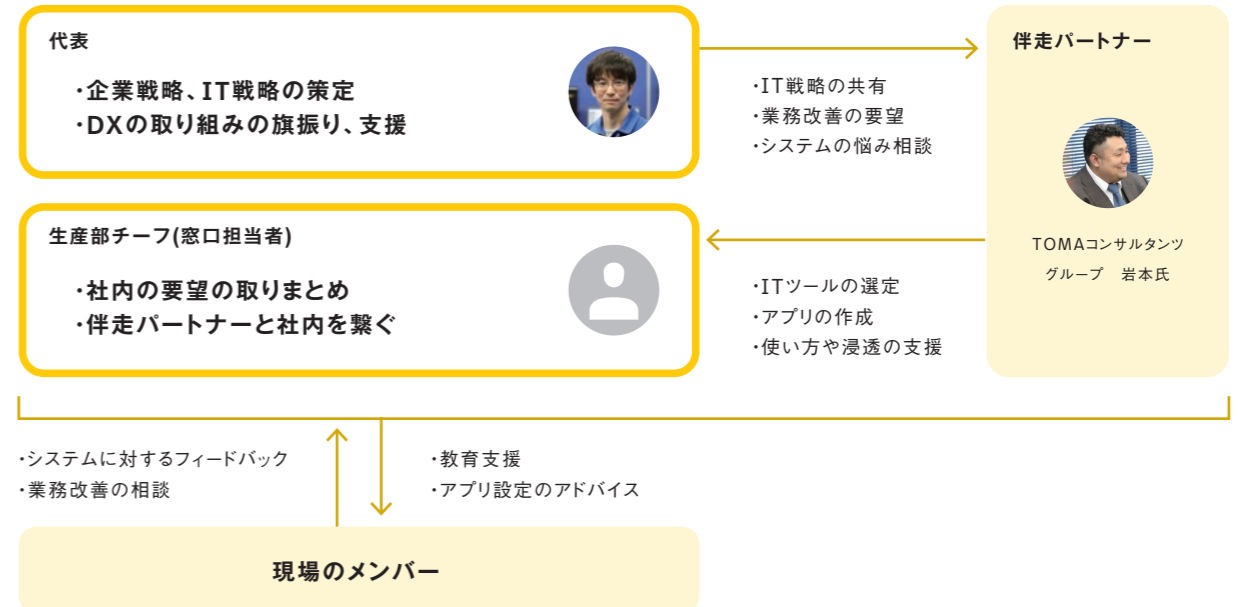 代表
・企業戦略、IT戦略の策定
・DXの取り組みの旗振り、支援
・IT戦略の共有
・業務改善の要望
・システムの悩み相談
伴走パートナー
TOMAコンサルタンツ
グループ　岩本氏
生産部チーフ(窓口担当者)
・社内の要望の取りまとめ
・伴走パートナーと社内を繋ぐ
・ITツールの選定
・アプリの作成
・使い方や浸透の支援
・システムに対するフィードバック
・業務改善の相談
・教育支援
・アプリ設定のアドバイス
現場のメンバー